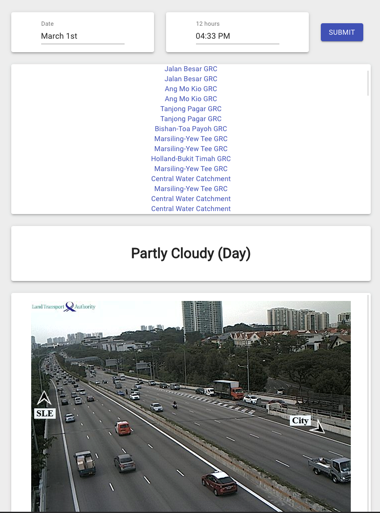 Date
March 1st
12 hours
04:33 PM
SUBMIT
Jalan Besar GRC
Jalan Besar GRC
Ang Mo Kio GRC
Ang Mo Kio GRC
Tanjong Pagar GRC
Tanjong Pagar GRC
Bishan-Toa Payoh GRC
Marsiling-Yew Tee GRC
Marsiling-Yew Tee GRC
Holland-Bukit Timah GRC
Marsiling-Yew Tee GRC
Central Water Catchment
Marsiling-Yew Tee GRC
Central Water Catchment
Central Water Catchment
Partly Cloudy (Day)
Land Transport Authority
SLE
City